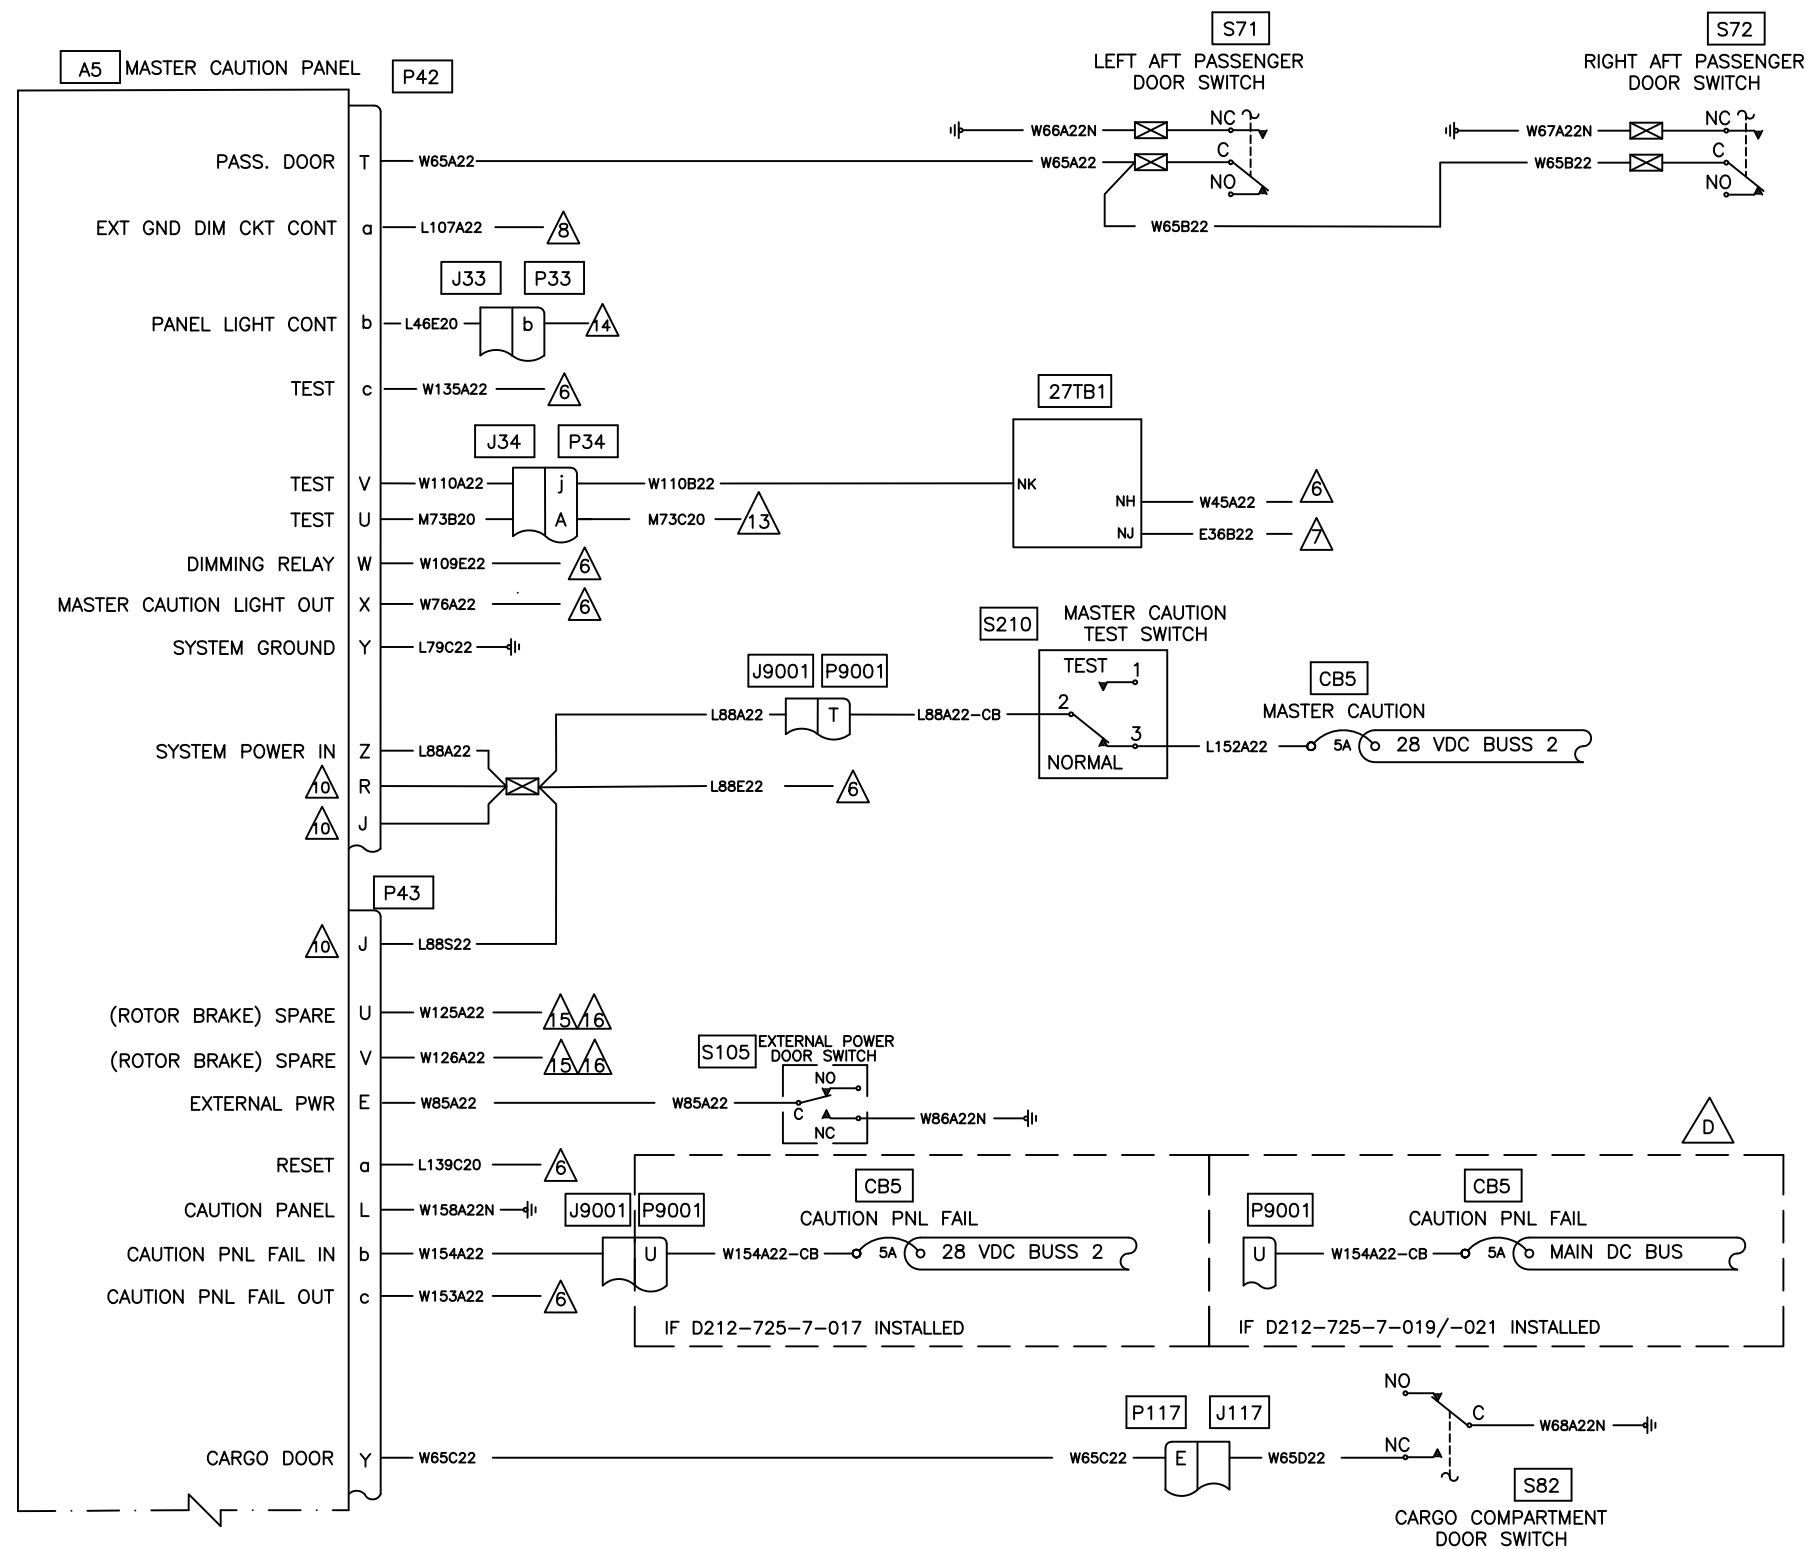 S71
S72
A5 MASTER CAUTION PANEL
P42
LEFT AFT PASSENGER
DOOR SWITCH
RIGHT AFT PASSENGER
DOOR SWITCH
W66A22N NC
W67A22N NC
PASS. DOOR T W65A22 W65A22 C
W65B22 C
NO
NO
EXT GND DIM CKT CONT a L107A22 8
W65B22
J33 P33
PANEL LIGHT CONT b L46E20 b 14
TEST c W135A22 6
27TB1
J34 P34
TEST V W110A22 j W110B22 NK
NH W45A22 6
TEST U M73B20 A M73C20 13
NJ E36B22 7
DIMMING RELAY W W109E22 6
MASTER CAUTION LIGHT OUT X W76A22 6
S210
MASTER CAUTION
TEST SWITCH
SYSTEM GROUND Y L79C22
J9001 P9001
TEST 1
CB5
MASTER CAUTION
L88A22 T L88A22-CB 2
3 L152A22 5A 28 VDC BUSS 2
NORMAL
SYSTEM POWER IN Z L88A22
10 R L88E22 6
10 J
P43
10 J L88S22
(ROTOR BRAKE) SPARE U W125A22 15 16
(ROTOR BRAKE) SPARE V W126A22 15 16
S105 EXTERNAL POWER
DOOR SWITCH
NO
EXTERNAL PWR E W85A22 W85A22 C
W86A22N
NC
D
RESET a L139C20 6
CAUTION PANEL L W158A22N
J9001 P9001
CB5
CAUTION PNL FAIL
P9001
CB5
CAUTION PNL FAIL
CAUTION PNL FAIL IN b W154A22 U W154A22-CB 5A 28 VDC BUSS 2
U W154A22-CB 5A MAIN DC BUS
CAUTION PNL FAIL OUT c W153A22 6
IF D212-725-7-017 INSTALLED
IF D212-725-7-019/-021 INSTALLED
P117 J117
NO
C W68A22N
CARGO DOOR Y W65C22 W65C22 E W65D22 NC
S82
CARGO COMPARTMENT
DOOR SWITCH